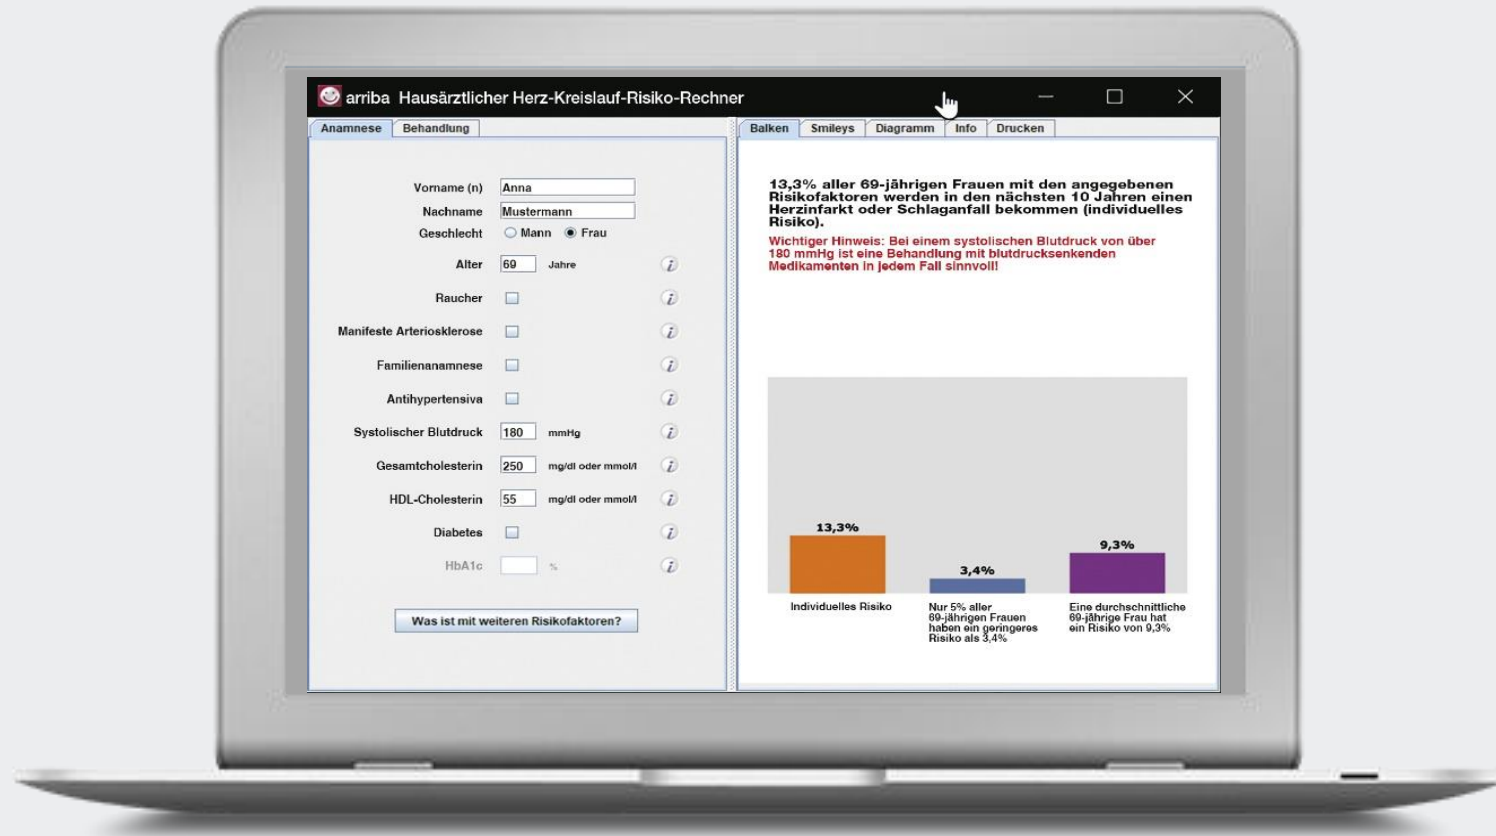 arriba Hausärztlicher Herz-Kreislauf-Risiko-Rechner
Anamnese Behandlung
Vorname (n) Anna
Nachname Mustermann
Geschlecht Mann Frau
Alter 69 Jahre
Raucher
Manifeste Arteriosklerose
Familienanamnese
Antihypertensiva
Systolischer Blutdruck 180 mmHg
Gesamtcholesterin 250 mg/dl oder mmol/l
HDL-Cholesterin 55 mg/dl oder mmol/l
Diabetes
HbA1c %
Was ist mit weiteren Risikofaktoren?
Balken Smileys Diagramm Info Drucken
13,3% aller 69-jährigen Frauen mit den angegebenen
Risikofaktoren werden in den nächsten 10 Jahren einen
Herzinfarkt oder Schlaganfall bekommen (individuelles
Risiko).
Wichtiger Hinweis: Bei einem systolischen Blutdruck von über
180 mmHg ist eine Behandlung mit blutdrucksenkenden
Medikamenten in jedem Fall sinnvoll!
13,3%
3,4%
9,3%
Individuelles Risiko
Nur 5% aller
69-jährigen Frauen
haben ein geringeres
Risiko als 3,4%
Eine durchschnittliche
69-jährige Frau hat
ein Risiko von 9,3%